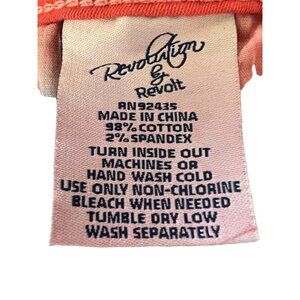 Revolution
&
Revolt
RN92435
MADE IN CHINA
98% COTTON
2% SPANDEX
TURN INSIDE OUT
MACHINES OR
HAND WASH COLD
USE ONLY NON-CHLORINE
BLEACH WHEN NEEDED
TUMBLE DRY LOW
WASH SEPARATELY